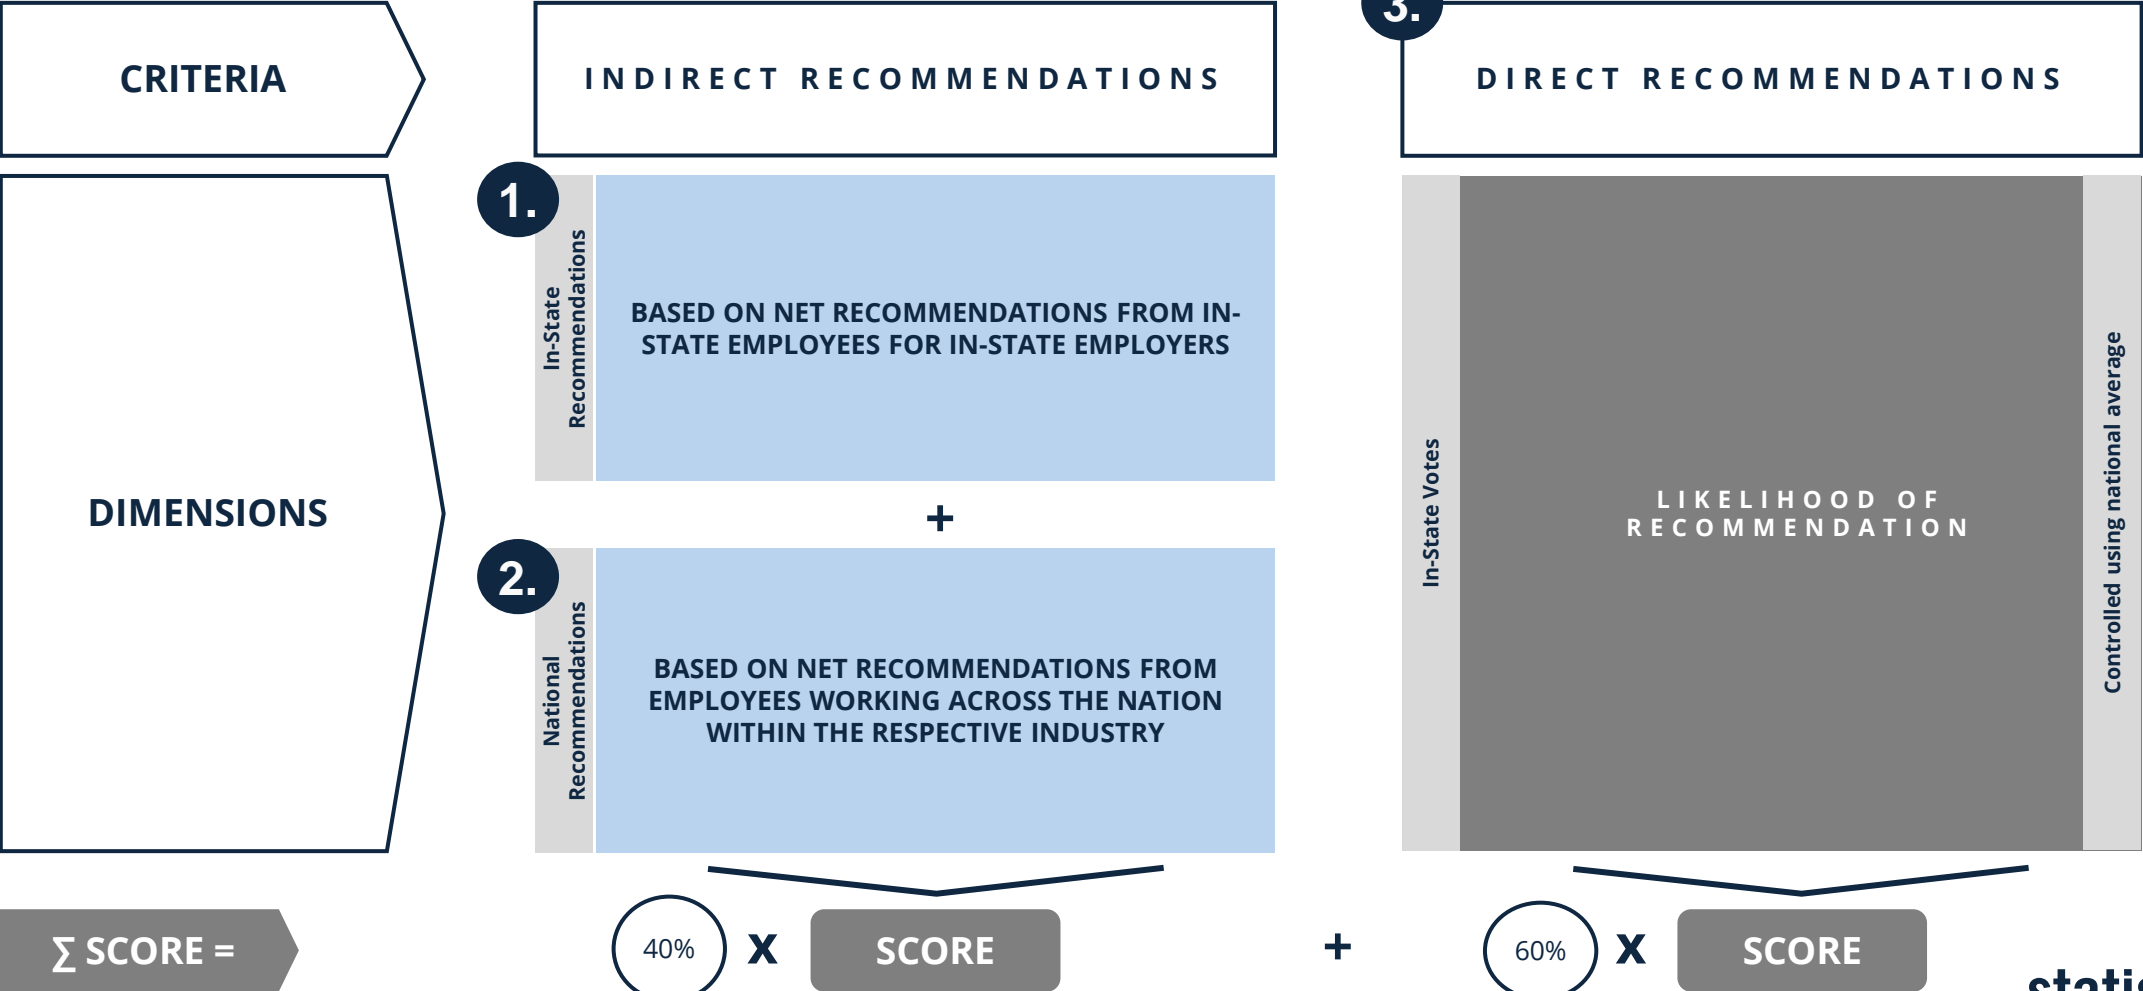 CRITERIA
INDIRECT RECOMMENDATIONS
3.
DIRECT RECOMMENDATIONS
DIMENSIONS
1.
In-State
Recommendations
BASED ON NET RECOMMENDATIONS FROM IN-
STATE EMPLOYEES FOR IN-STATE EMPLOYERS
+
2.
National
Recommendations
BASED ON NET RECOMMENDATIONS FROM
EMPLOYEES WORKING ACROSS THE NATION
WITHIN THE RESPECTIVE INDUSTRY
In-State Votes
LIKELIHOOD OF
RECOMMENDATION
Controlled using national average
∑ SCORE =
40%
x
SCORE
+
60%
x
SCORE